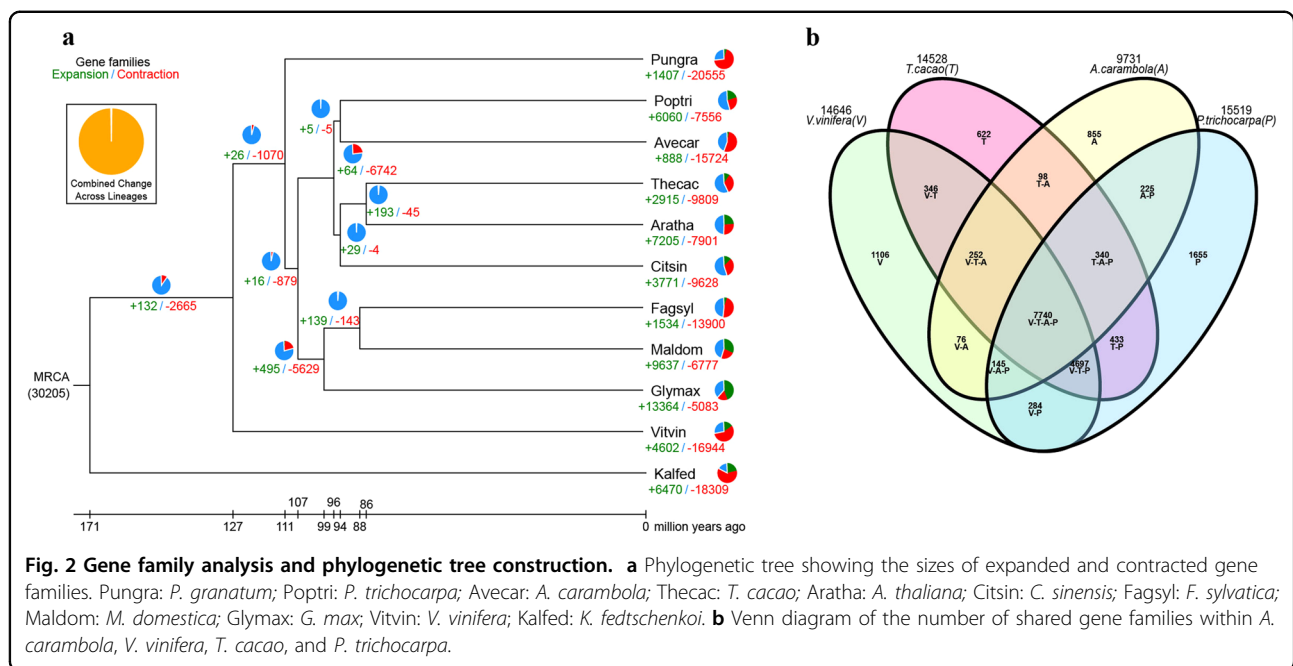 a
Gene families
Expansion / Contraction
Combined Change
Across Lineages
MRCA
(30205)
+132 / -2665
+26 / -1070
+16 / -879
+5 / -5
+64 / -6742
+193 / -45
+29 / -4
+139 / -143
+495 / -5629
Pungra
+1407 / -20555
Poptri
+6060 / -7556
Avecar
+888 / -15724
Thecac
+2915 / -9809
Aratha
+7205 / -7901
Citsin
+3771 / -9628
Fagsyl
+1534 / -13900
Maldom
+9637 / -6777
Glymax
+13364 / -5083
Vitvin
+4602 / -16944
Kalfed
+6470 / -18309
107 96 86
171 127 111 99 94 88 0 million years ago
b
14528
T.cacao(T)
9731
A.carambola(A)
14646
V.vinifera(V)
15519
P.trichocarpa(P)
622
T
855
A
98
T-A
346
V-T
225
A-P
1106
V
252
V-T-A
340
T-A-P
1655
P
7740
V-T-A-P
76
V-A
433
T-P
145
V-A-P
4697
V-T-P
284
V-P
Fig. 2 Gene family analysis and phylogenetic tree construction. a Phylogenetic tree showing the sizes of expanded and contracted gene
families. Pungra: P. granatum; Poptri: P. trichocarpa; Avecar: A. carambola; Thecac: T. cacao; Aratha: A. thaliana; Citsin: C. sinensis; Fagsyl: F. sylvatica;
Maldom: M. domestica; Glymax: G. max; Vitvin: V. vinifera; Kalfed: K. fedtschenkoi. b Venn diagram of the number of shared gene families within A.
carambola, V. vinifera, T. cacao, and P. trichocarpa.